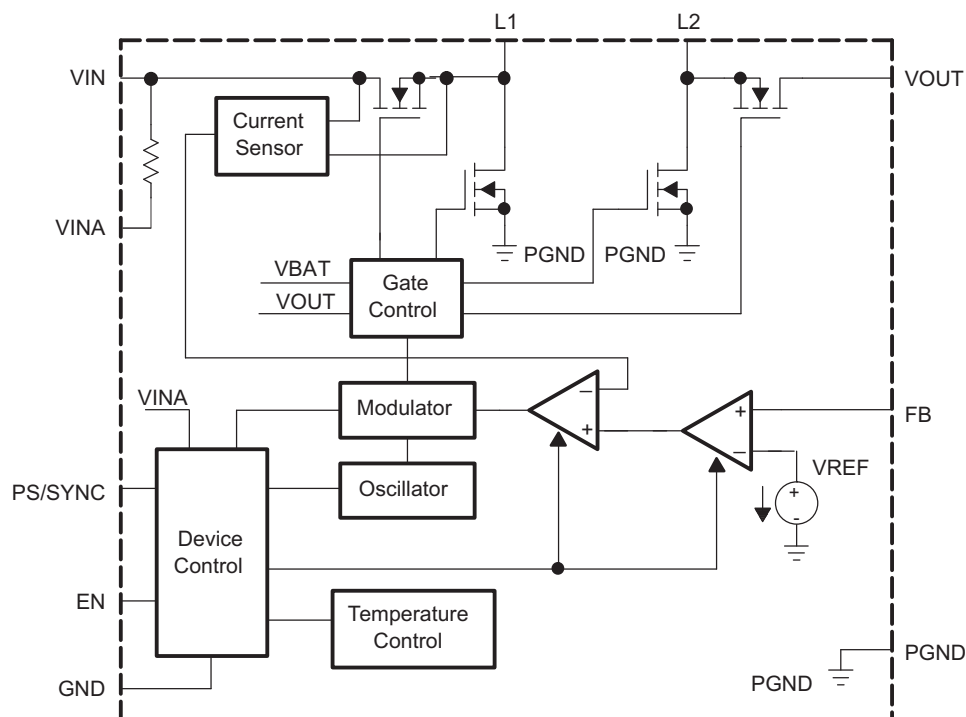 L1
L2
VIN
VOUT
Current
Sensor
VINA
PGND
PGND
VBAT
VOUT
Gate
Control
VINA
Modulator
−
+
+
−
FB
VREF
PS/SYNC
Oscillator
+
-
Device
Control
EN
Temperature
Control
GND
PGND
PGND